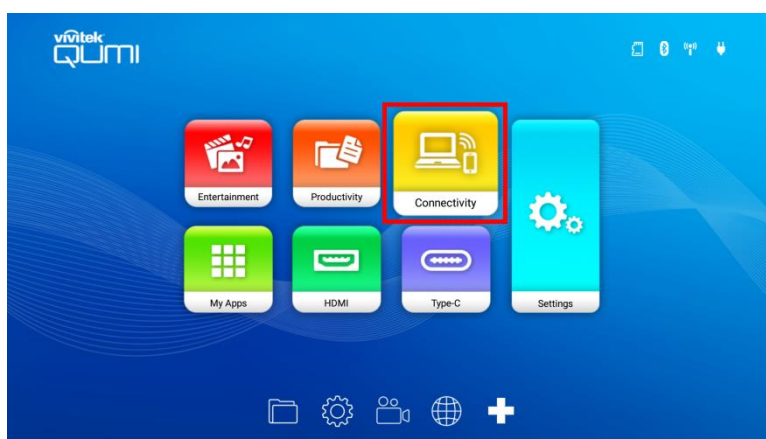 vivitek
QUMI
Entertainment
Productivity
Connectivity
My Apps
HDMI
Type-C
Settings